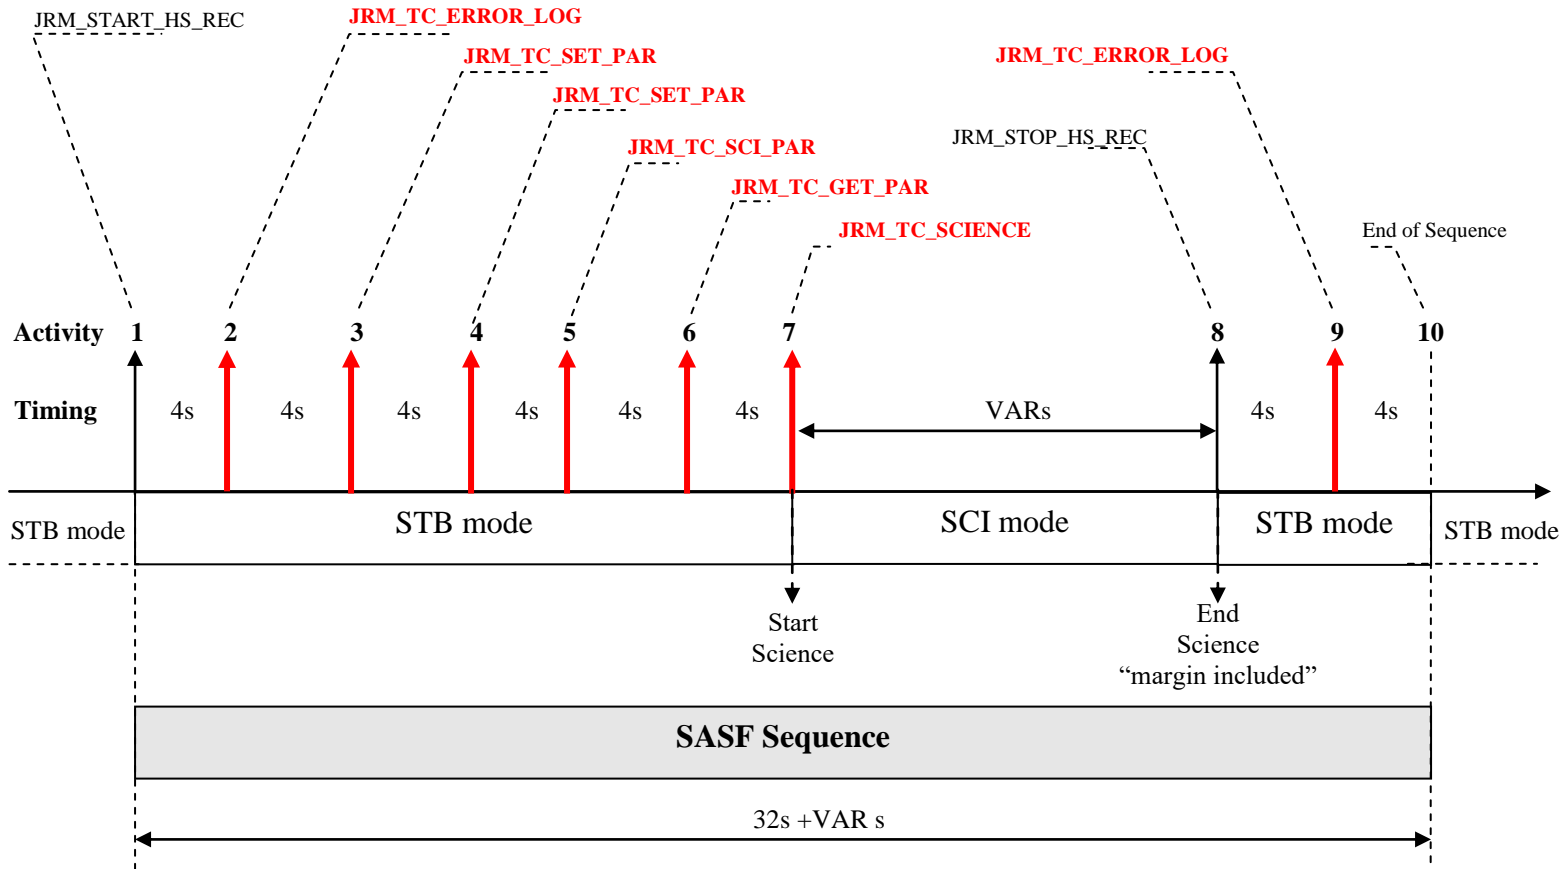 JRM_START_HS_REC
JRM_TC_ERROR_LOG
JRM_TC_SET_PAR
JRM_TC_SET_PAR
JRM_TC_SCI_PAR
JRM_TC_GET_PAR
JRM_TC_SCIENCE
JRM_TC_ERROR_LOG
JRM_STOP_HS_REC
End of Sequence
Activity 1 2 3 4 5 6 7 8 9 10
Timing 4s 4s 4s 4s 4s 4s VARs 4s 4s
STB mode STB mode SCI mode STB mode STB mode
Start
Science
End
Science
“margin included”
SASF Sequence
32s +VAR s